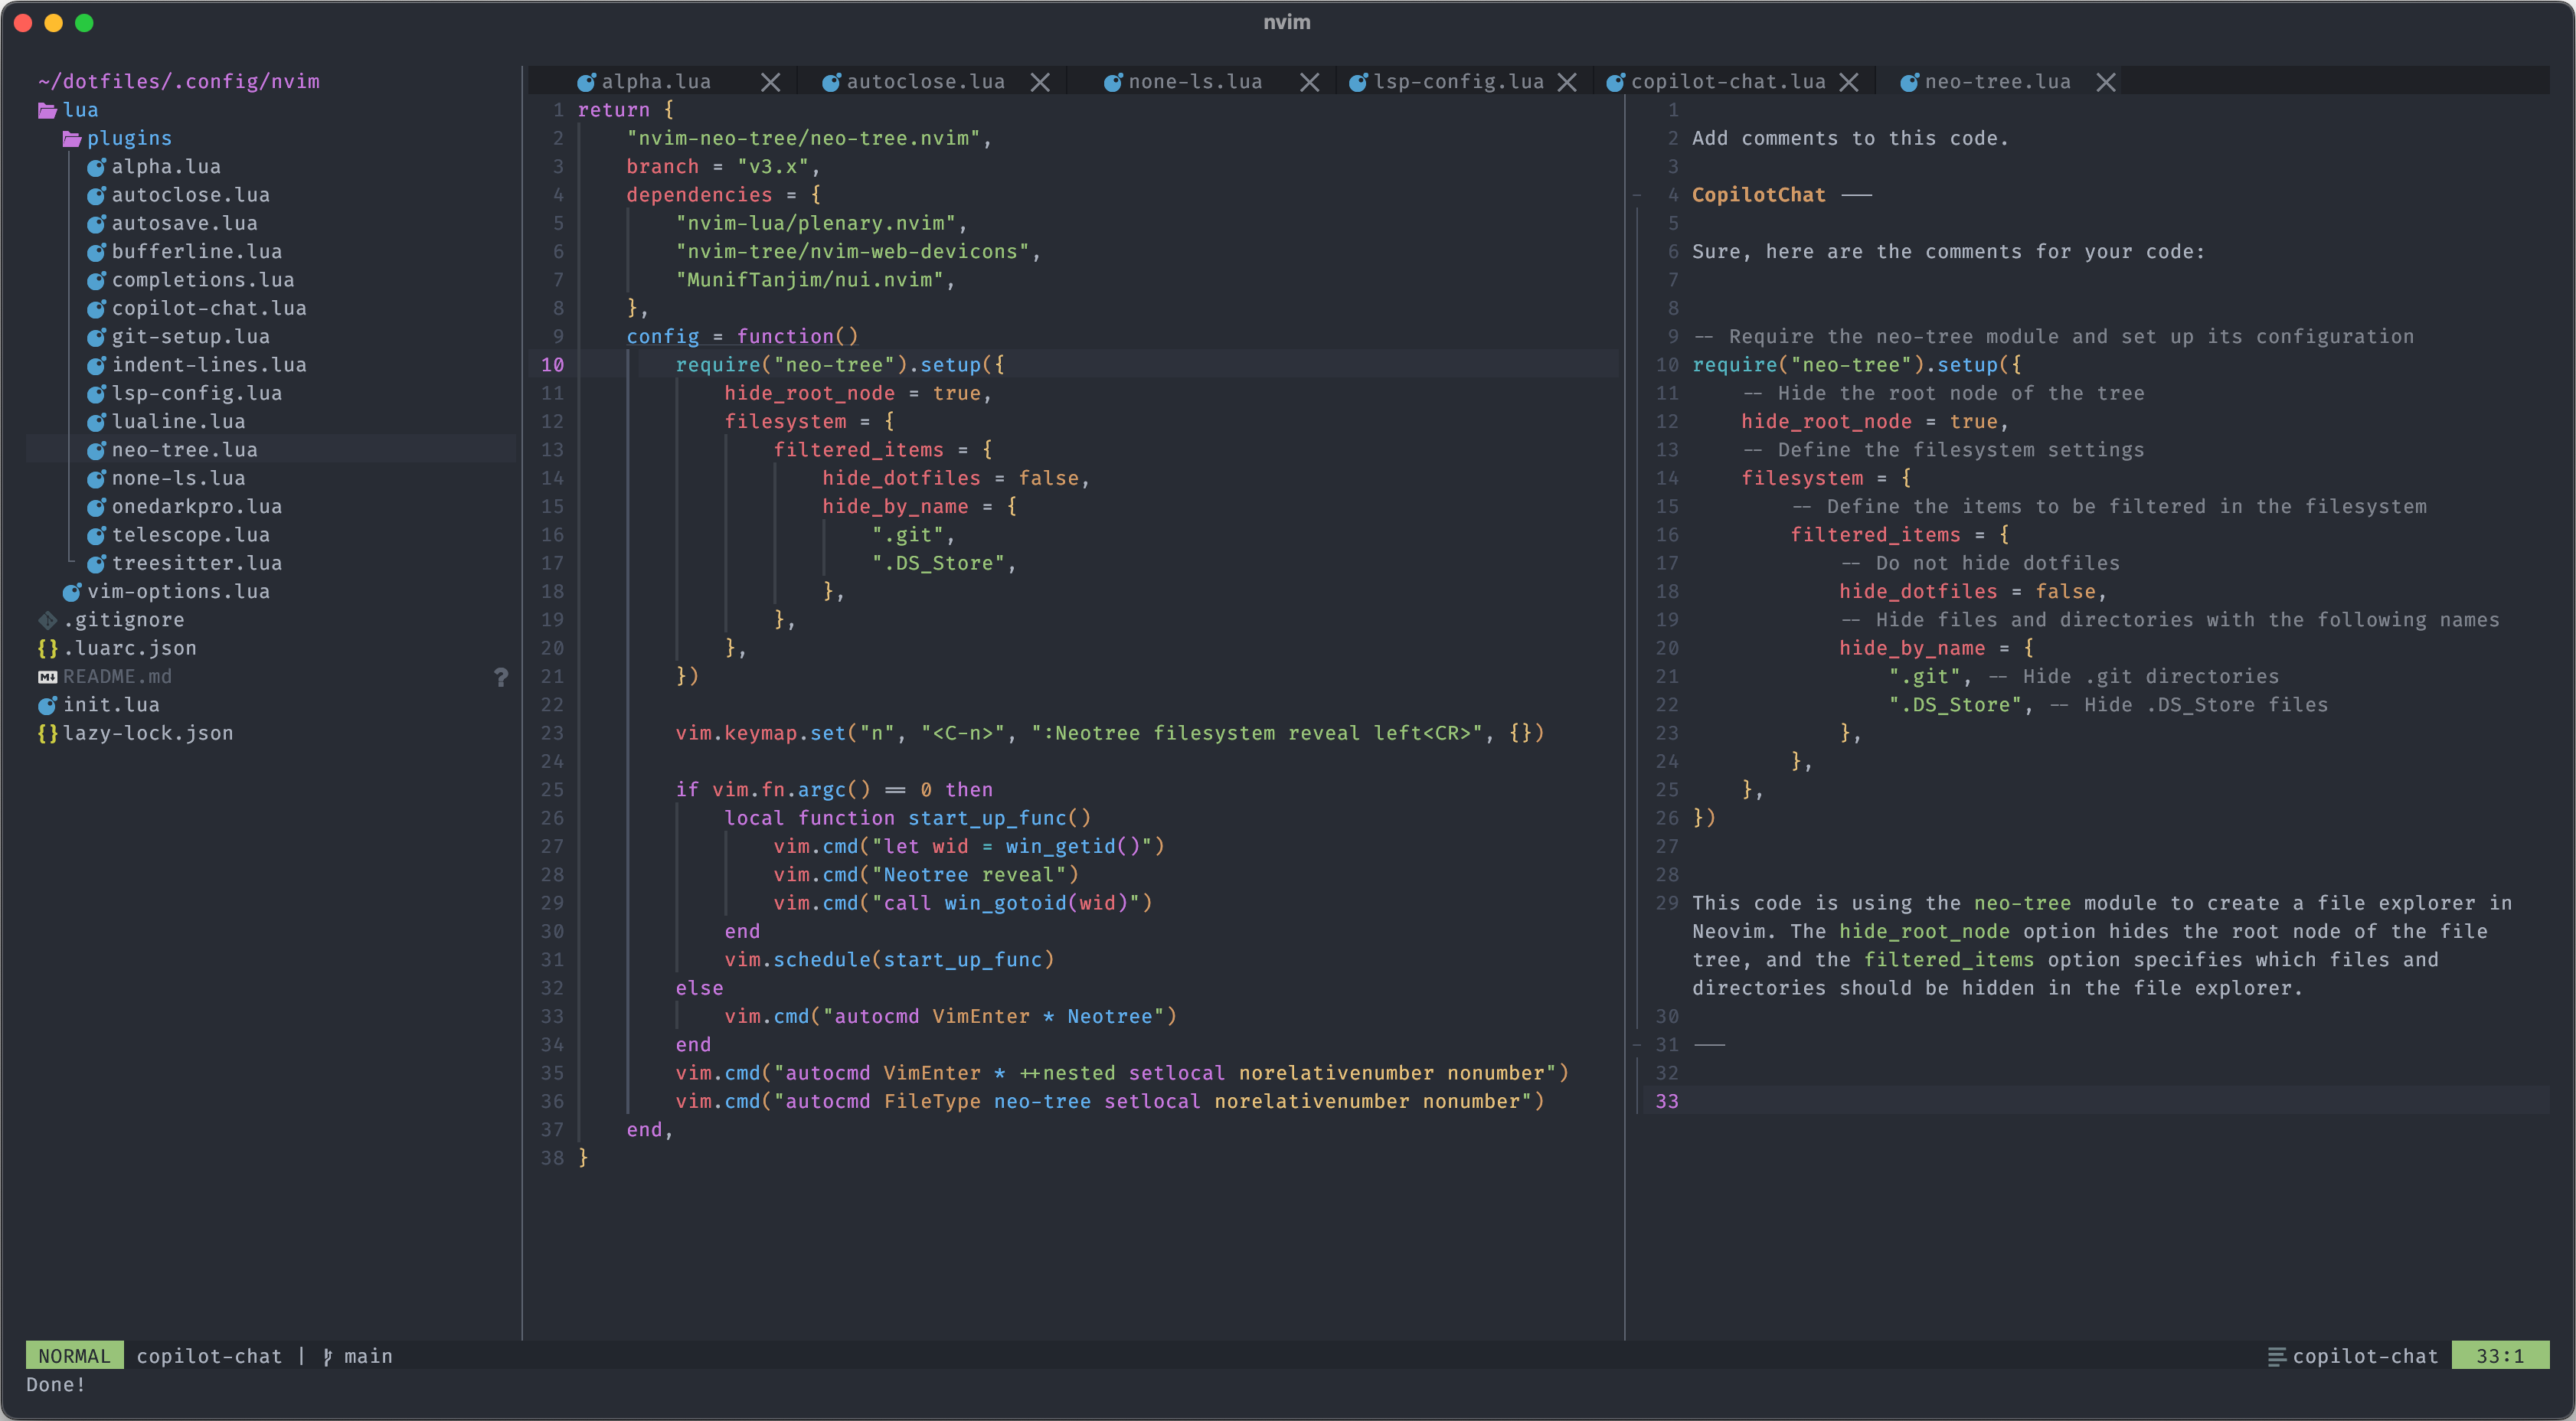 nvim
~/dotfiles/.config/nvim
lua
plugins
alpha.lua
autoclose.lua
autosave.lua
bufferline.lua
completions.lua
copilot-chat.lua
git-setup.lua
indent-lines.lua
lsp-config.lua
lualine.lua
neo-tree.lua
none-ls.lua
onedarkpro.lua
telescope.lua
treesitter.lua
vim-options.lua
.gitignore
{} .luarc.json
M↓ README.md ?
init.lua
{} lazy-lock.json
alpha.lua autoclose.lua none-ls.lua lsp-config.lua copilot-chat.lua neo-tree.lua
1 return {
2     "nvim-neo-tree/neo-tree.nvim",
3     branch = "v3.x",
4     dependencies = {
5         "nvim-lua/plenary.nvim",
6         "nvim-tree/nvim-web-devicons",
7         "MunifTanjim/nui.nvim",
8     },
9     config = function()
10         require("neo-tree").setup({
11             hide_root_node = true,
12             filesystem = {
13                 filtered_items = {
14                     hide_dotfiles = false,
15                     hide_by_name = {
16                         ".git",
17                         ".DS_Store",
18                     },
19                 },
20             },
21         })
22
23         vim.keymap.set("n", "<C-n>", ":Neotree filesystem reveal left<CR>", {})
24
25         if vim.fn.argc() == 0 then
26             local function start_up_func()
27                 vim.cmd("let wid = win_getid()")
28                 vim.cmd("Neotree reveal")
29                 vim.cmd("call win_gotoid(wid)")
30             end
31             vim.schedule(start_up_func)
32         else
33             vim.cmd("autocmd VimEnter * Neotree")
34         end
35         vim.cmd("autocmd VimEnter * ++nested setlocal norelativenumber nonumber")
36         vim.cmd("autocmd FileType neo-tree setlocal norelativenumber nonumber")
37     end,
38 }
1
2 Add comments to this code.
3
4 CopilotChat ---
5
6 Sure, here are the comments for your code:
7
8
9 -- Require the neo-tree module and set up its configuration
10 require("neo-tree").setup({
11     -- Hide the root node of the tree
12     hide_root_node = true,
13     -- Define the filesystem settings
14     filesystem = {
15         -- Define the items to be filtered in the filesystem
16         filtered_items = {
17             -- Do not hide dotfiles
18             hide_dotfiles = false,
19             -- Hide files and directories with the following names
20             hide_by_name = {
21                 ".git", -- Hide .git directories
22                 ".DS_Store", -- Hide .DS_Store files
23             },
24         },
25     },
26 })
27
28
29 This code is using the neo-tree module to create a file explorer in
Neovim. The hide_root_node option hides the root node of the file
tree, and the filtered_items option specifies which files and
directories should be hidden in the file explorer.
30
31 ---
32
33
NORMAL copilot-chat | main
copilot-chat 33:1
Done!